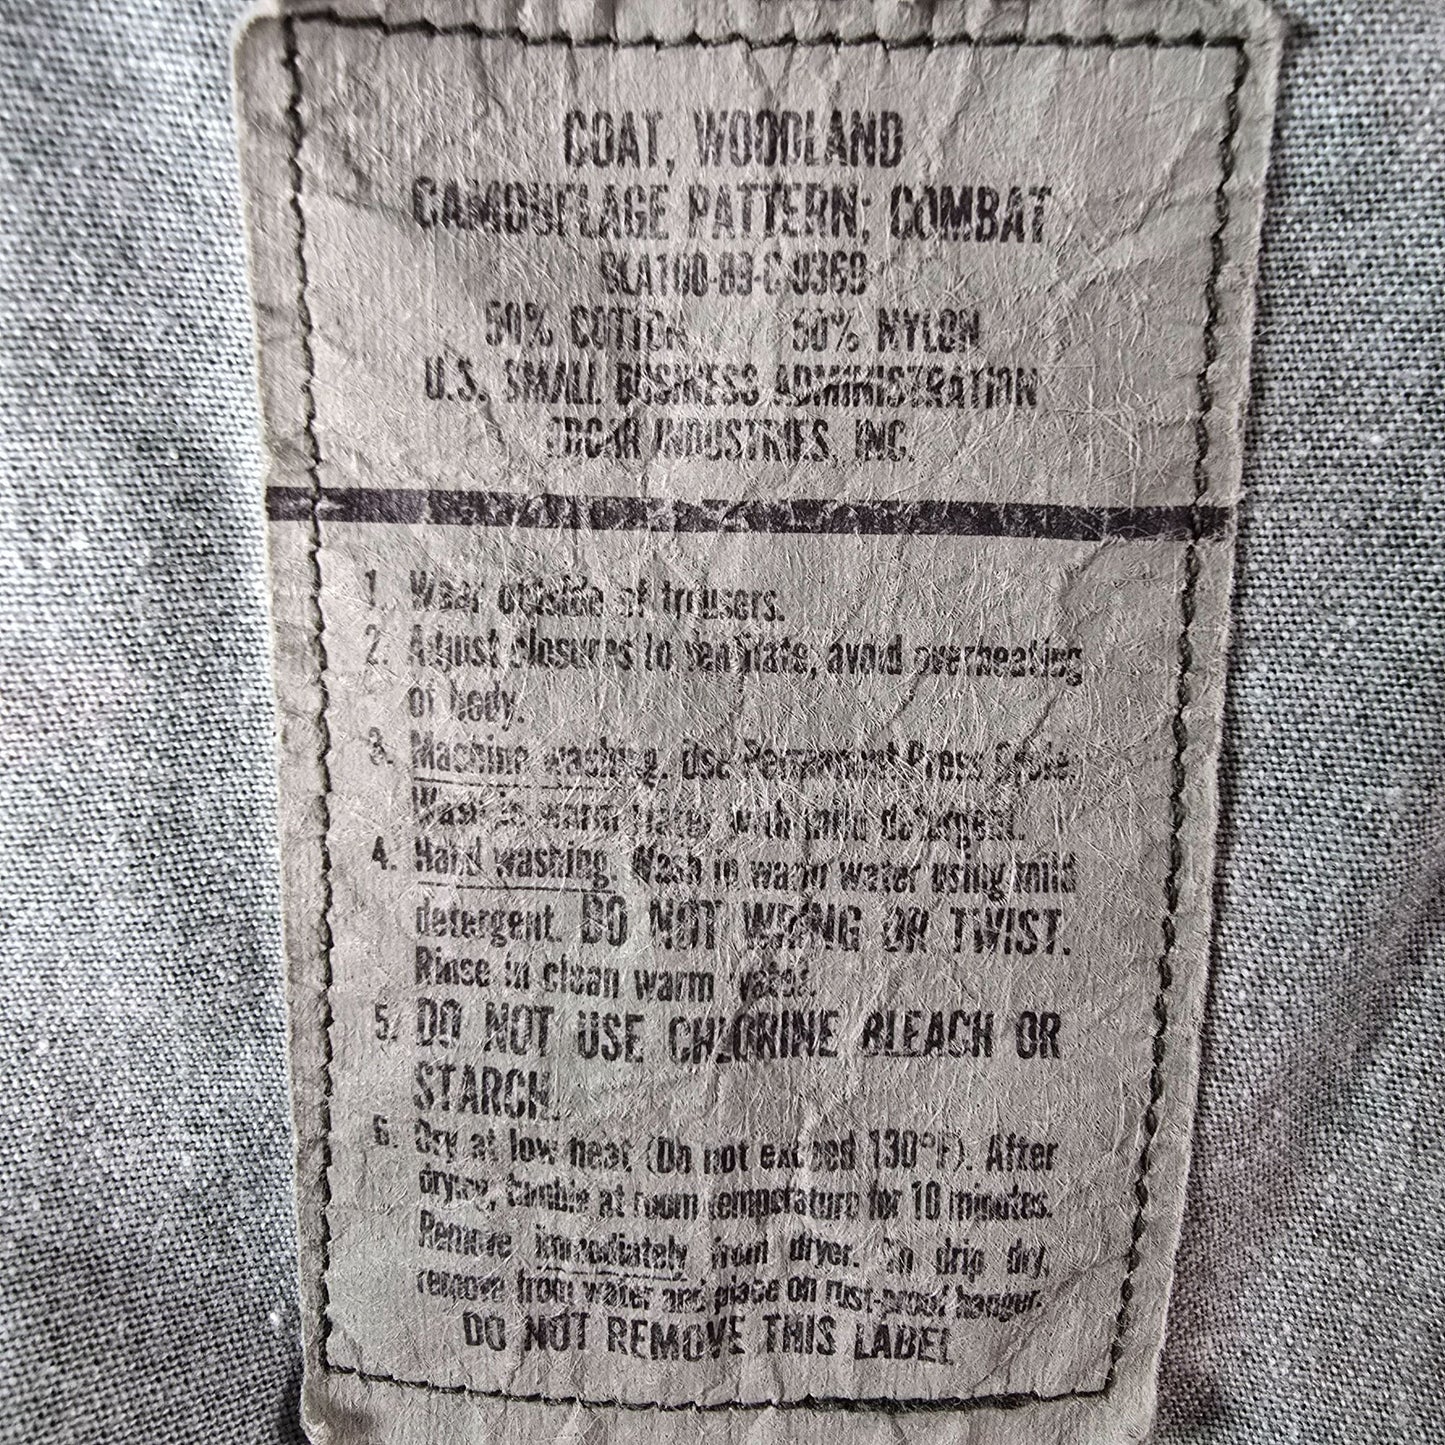 COAT, WOODLAND
CAMOUFLAGE PATTERN; COMBAT
50% COTTON 50% NYLON
U.S. SMALL BUSINESS ADMINISTRATION
INDUSTRIES, INC.
1. Wear outside of trousers.
2. Adjust closures to ventilate, avoid overheating
of body.
3. Machine washing. Use Permanent Press Cycle.
Wash in warm water with mild detergent.
4. Hand washing. Wash in warm water using mild
detergent. DO NOT WRING OR TWIST.
Rinse in clean warm water.
5. DO NOT USE CHLORINE BLEACH OR
STARCH.
6. Dry at low heat (Do not exceed 130°F). After
drying, tumble at room temperature for 10 minutes.
Remove immediately from dryer. To drip dry,
remove from water and place on rust-proof hanger.
DO NOT REMOVE THIS LABEL